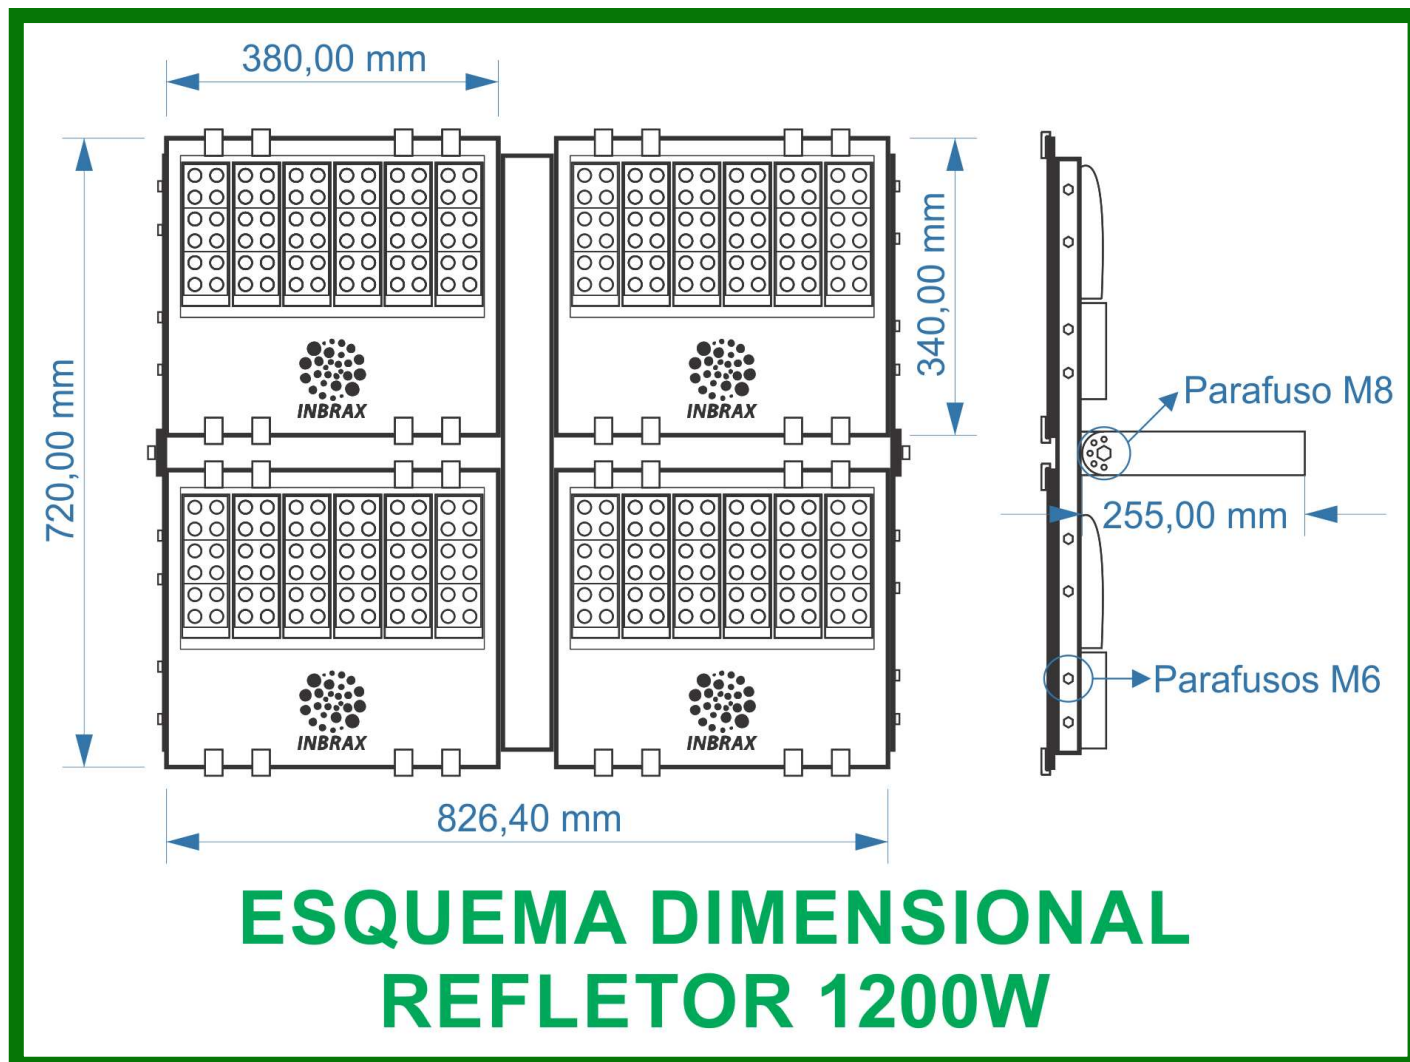 380,00 mm
720,00 mm
340,00 mm
INBRAX
INBRAX
Parafuso M8
255,00 mm
Parafusos M6
INBRAX
INBRAX
826,40 mm
ESQUEMA DIMENSIONAL
REFLETOR 1200W